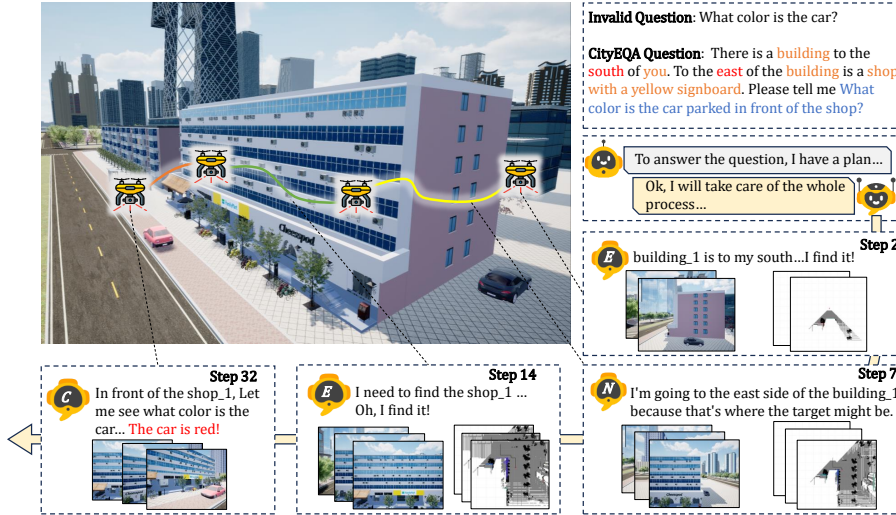 Invalid Question: What color is the car?
CityEQA Question: There is a building to the
south of you. To the east of the building is a shop
with a yellow signboard. Please tell me What
color is the car parked in front of the shop?
To answer the question, I have a plan...
Ok, I will take care of the whole
process...
Step 2
E
building_1 is to my south...I find it!
Step 7
N
I'm going to the east side of the building_1
because that's where the target might be.
Step 14
E
I need to find the shop_1 ...
Oh, I find it!
Step 32
C
In front of the shop_1, Let
me see what color is the
car... The car is red!